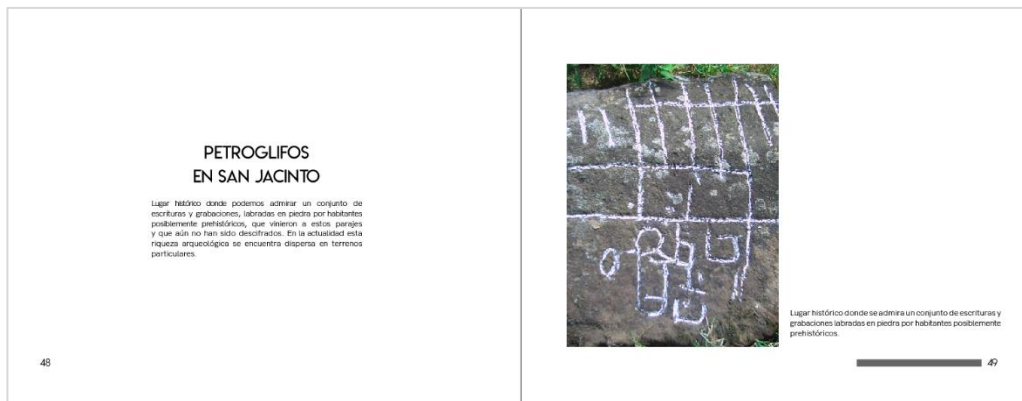 PETROGLIFOS
EN SAN JACINTO
Lugar histórico donde podemos admirar un conjunto de
escrituras y grabaciones, labradas en piedra por habitantes
posiblemente prehistóricos, que vinieron a estos parajes
y que aún no han sido descifrados. En la actualidad esta
riqueza arqueológica se encuentra dispersa en terrenos
particulares.
48
Lugar histórico donde se admira un conjunto de escrituras y
grabaciones labradas en piedra por habitantes posiblemente
prehistóricos.
49